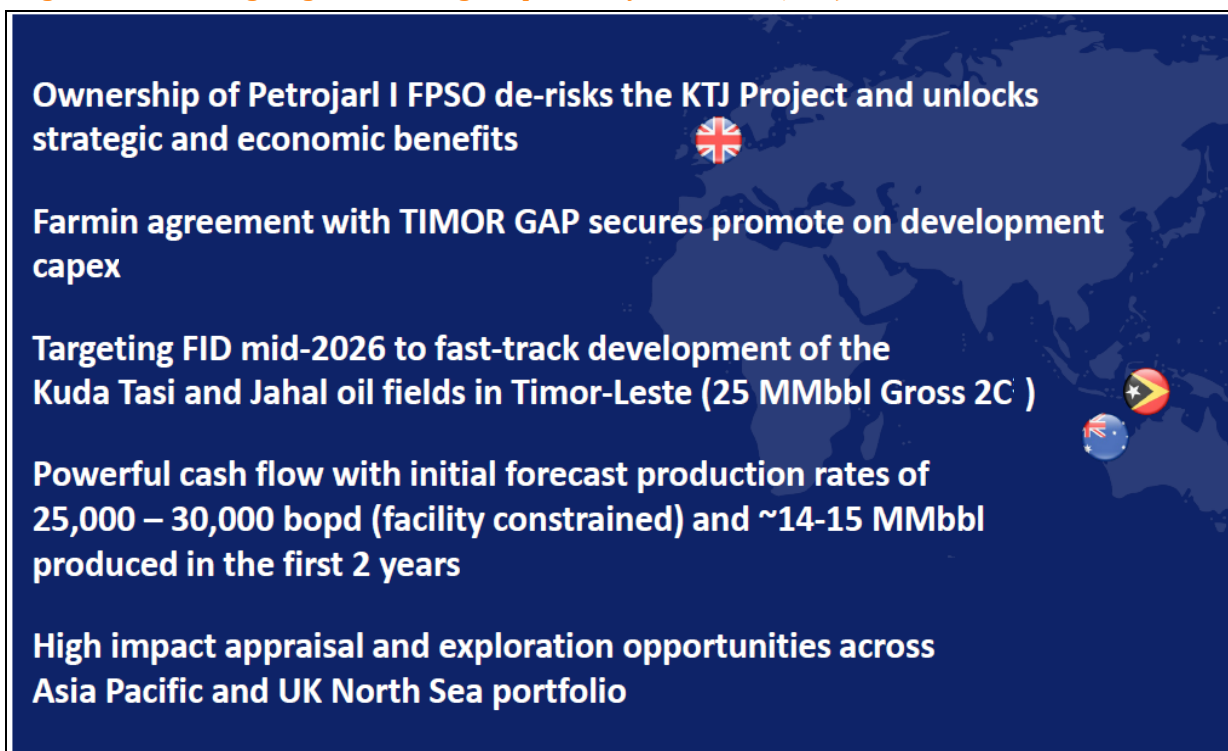 Ownership of Petrojarl I FPSO de-risks the KTJ Project and unlocks
strategic and economic benefits
Farmin agreement with TIMOR GAP secures promote on development
capex
Targeting FID mid-2026 to fast-track development of the
Kuda Tasi and Jahal oil fields in Timor-Leste (25 MMbbl Gross 2C )
Powerful cash flow with initial forecast production rates of
25,000 – 30,000 bopd (facility constrained) and ~14-15 MMbbl
produced in the first 2 years
High impact appraisal and exploration opportunities across
Asia Pacific and UK North Sea portfolio